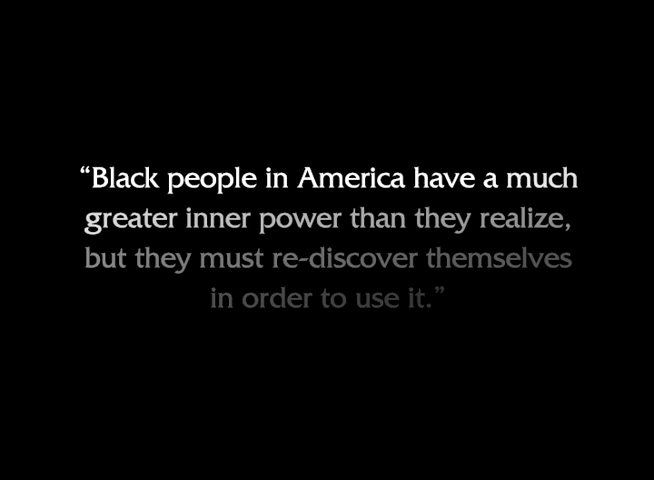 “Black people in America have a much
greater inner power than they realize,
but they must re-discover themselves
in order to use it.”